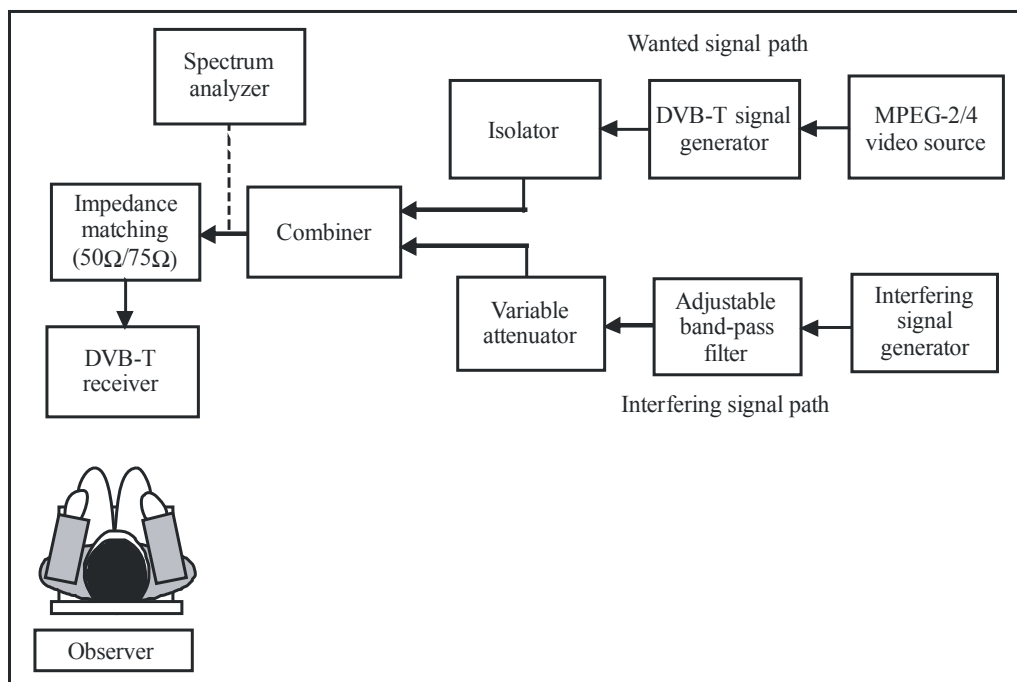 Wanted signal path
Spectrum
analyzer
Isolator
DVB-T signal
generator
MPEG-2/4
video source
Impedance
matching
(50Ω/75Ω)
Combiner
Variable
attenuator
Adjustable
band-pass
filter
Interfering
signal
generator
DVB-T
receiver
Interfering signal path
Observer